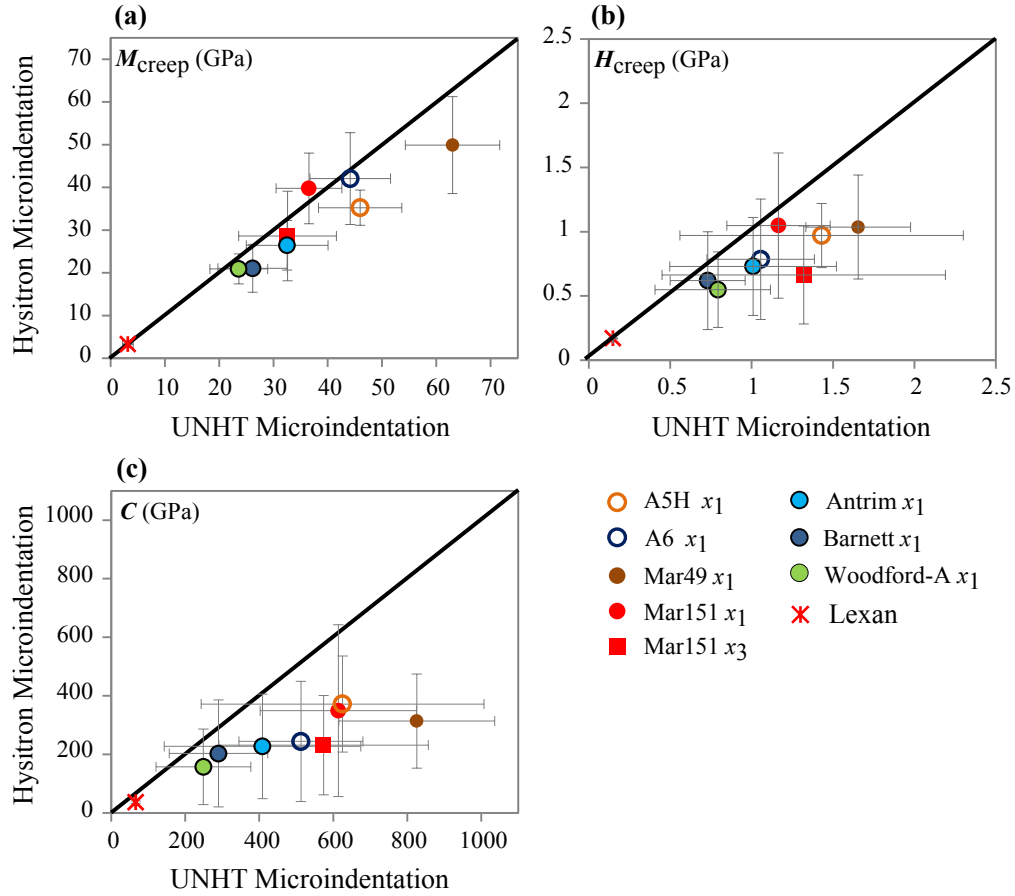 (a)
M creep (GPa)
70
60
50
40
30
20
10
0
0 10 20 30 40 50 60 70
Hysitron Microindentation
UNHT Microindentation
(b)
H creep (GPa)
2.5
2
1.5
1
0.5
0
0 0.5 1 1.5 2 2.5
UNHT Microindentation
(c)
C (GPa)
1000
800
600
400
200
0
0 200 400 600 800 1000
Hysitron Microindentation
UNHT Microindentation
A5H x1
A6 x1
Mar49 x1
Mar151 x1
Mar151 x3
Antrim x1
Barnett x1
Woodford-A x1
Lexan